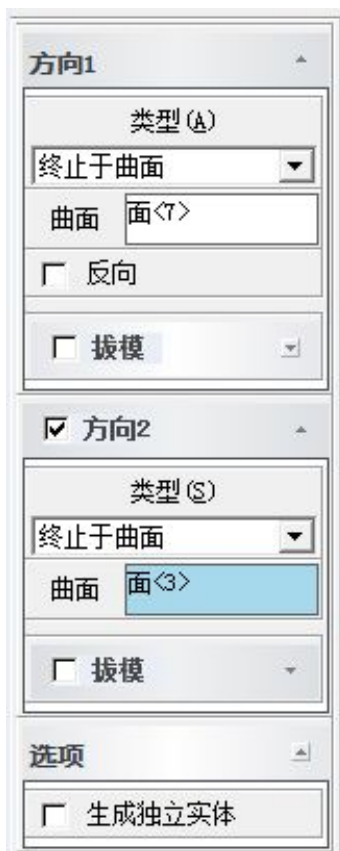 方向1
类型(A)
终止于曲面
曲面 面<7>
反向
拔模
方向2
类型(S)
终止于曲面
曲面 面<3>
拔模
选项
生成独立实体